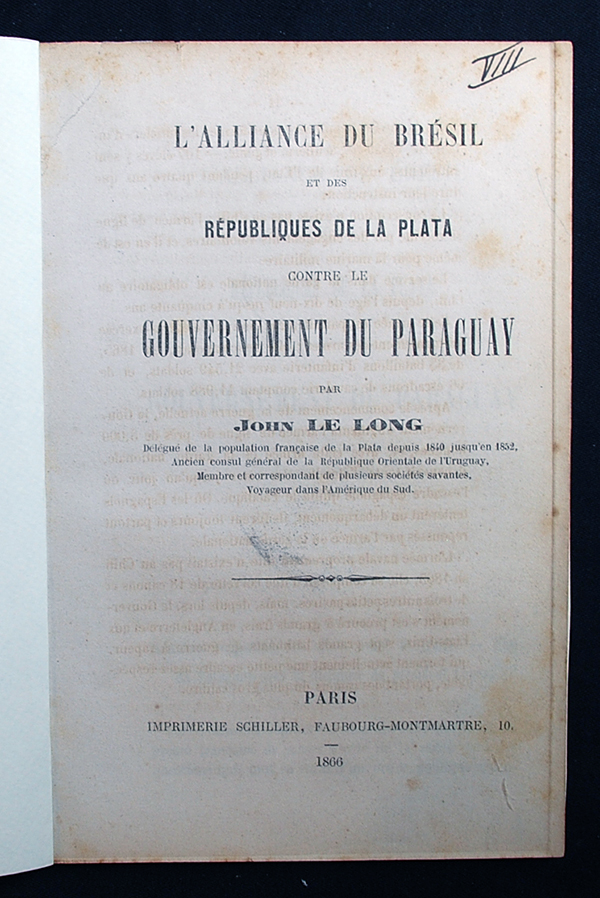 VIII
L'ALLIANCE DU BRÉSIL
ET DES
RÉPUBLIQUES DE LA PLATA
CONTRE LE
GOUVERNEMENT DU PARAGUAY
PAR
JOHN LE LONG
Délégué de la population française de la Plata depuis 1840 jusqu'en 1852,
Ancien consul général de la République Orientale de l'Uruguay,
Membre et correspondant de plusieurs sociétés savantes,
Voyageur dans l'Amérique du Sud.
PARIS
IMPRIMERIE SCHILLER, FAUBOURG-MONTMARTRE, 10.
1866